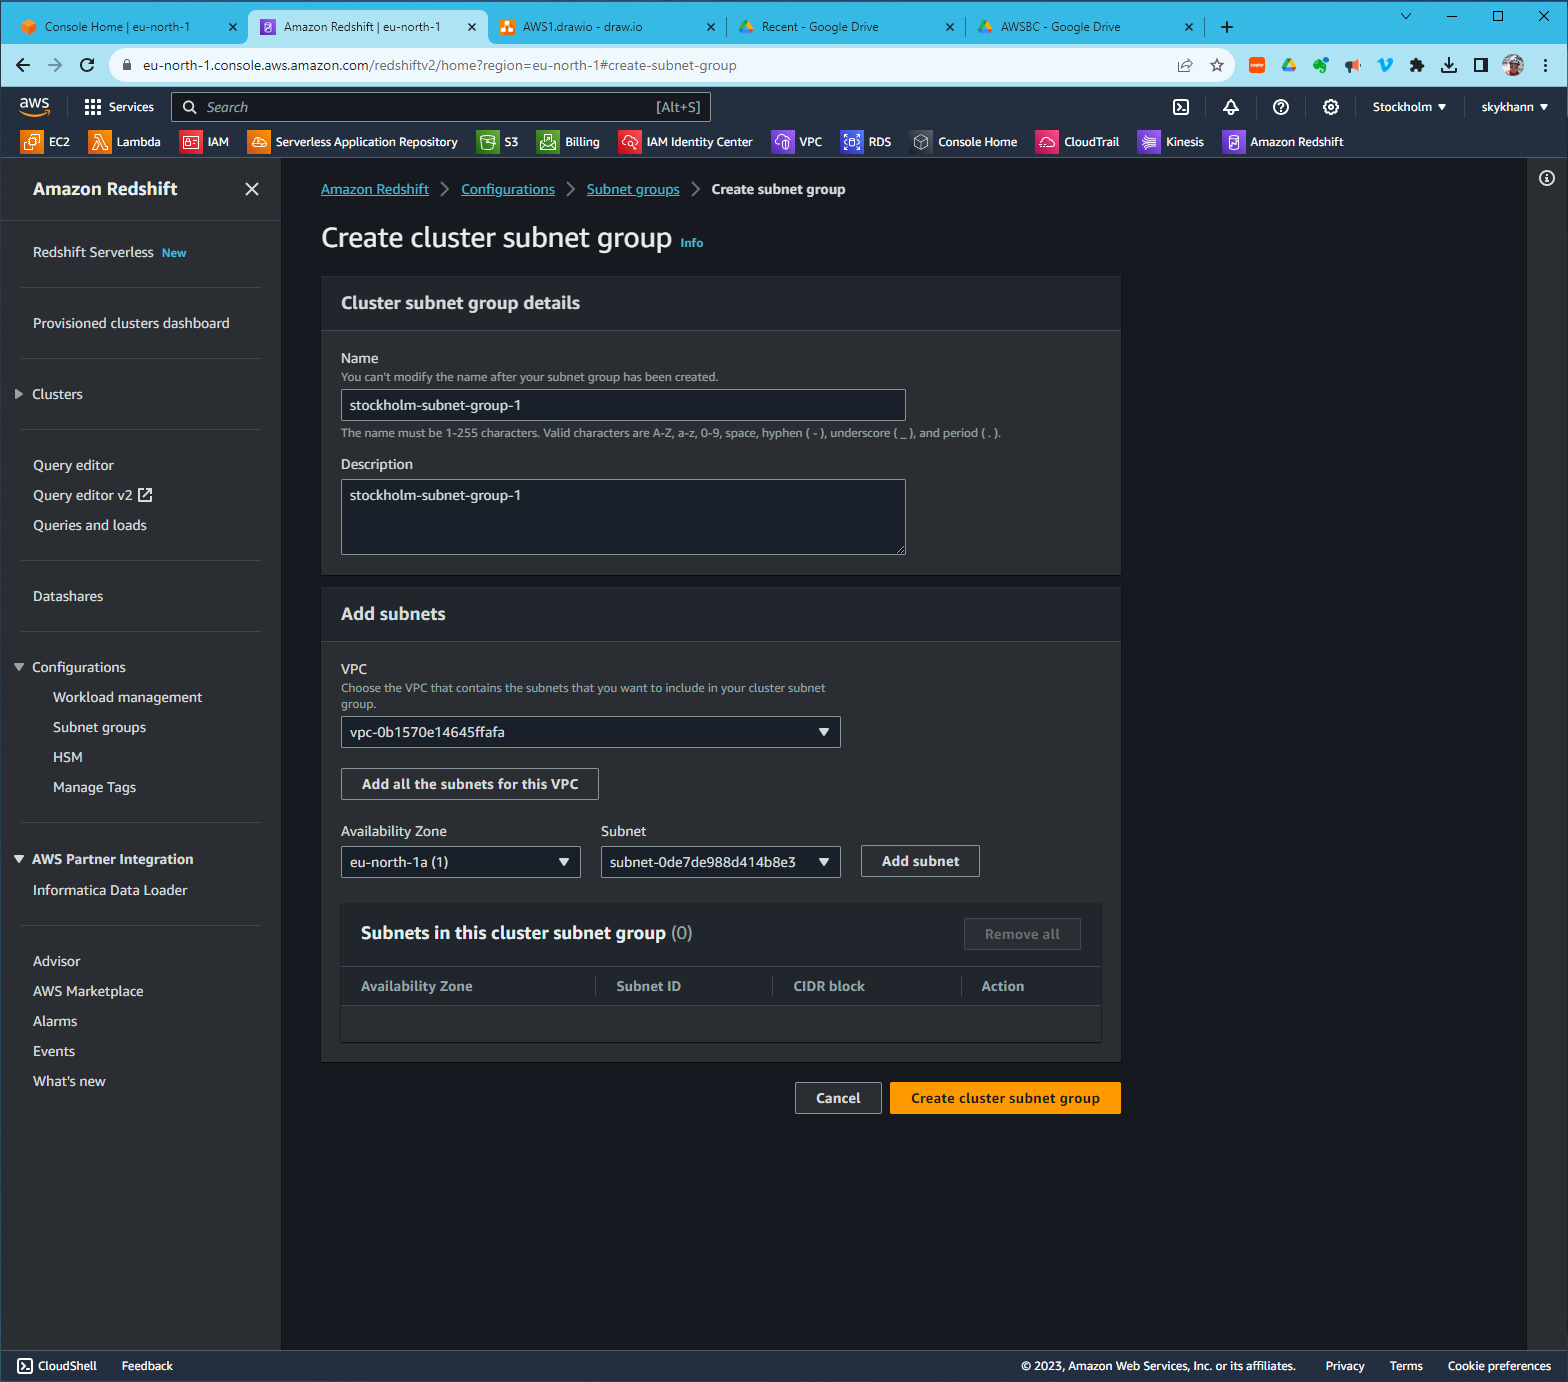 Console Home | eu-north-1
Amazon Redshift | eu-north-1
AWS1.drawio - draw.io
Recent - Google Drive
AWSBC - Google Drive
eu-north-1.console.aws.amazon.com/redshiftv2/home?region=eu-north-1#create-subnet-group
aws
Services
Search
[Alt+S]
Stockholm
skykhann
EC2
Lambda
IAM
Serverless Application Repository
S3
Billing
IAM Identity Center
VPC
RDS
Console Home
CloudTrail
Kinesis
Amazon Redshift
Amazon Redshift
Redshift Serverless New
Provisioned clusters dashboard
Clusters
Query editor
Query editor v2
Queries and loads
Datashares
Configurations
Workload management
Subnet groups
HSM
Manage Tags
AWS Partner Integration
Informatica Data Loader
Advisor
AWS Marketplace
Alarms
Events
What's new
Amazon Redshift
Configurations
Subnet groups
Create subnet group
Create cluster subnet group Info
Cluster subnet group details
Name
You can't modify the name after your subnet group has been created.
stockholm-subnet-group-1
The name must be 1-255 characters. Valid characters are A-Z, a-z, 0-9, space, hyphen ( - ), underscore ( _ ), and period ( . ).
Description
stockholm-subnet-group-1
Add subnets
VPC
Choose the VPC that contains the subnets that you want to include in your cluster subnet
group.
vpc-0b1570e14645ffafa
Add all the subnets for this VPC
Availability Zone
Subnet
eu-north-1a (1)
subnet-0de7de988d414b8e3
Add subnet
Subnets in this cluster subnet group (0)
Remove all
Availability Zone
Subnet ID
CIDR block
Action
Cancel
Create cluster subnet group
CloudShell
Feedback
© 2023, Amazon Web Services, Inc. or its affiliates.
Privacy
Terms
Cookie preferences